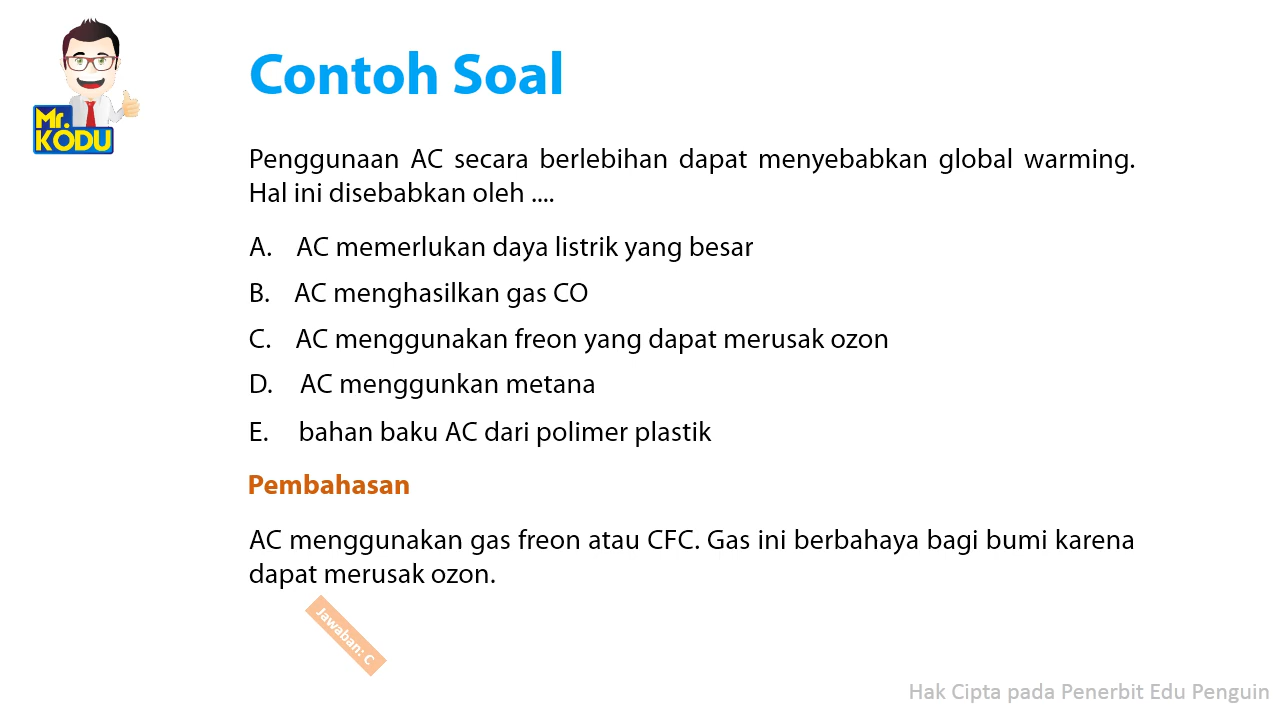 Mr.
KODU
Contoh Soal
Penggunaan AC secara berlebihan dapat menyebabkan global warming.
Hal ini disebabkan oleh ....
A. AC memerlukan daya listrik yang besar
B. AC menghasilkan gas CO
C. AC menggunakan freon yang dapat merusak ozon
D. AC menggunkan metana
E. bahan baku AC dari polimer plastik
Pembahasan
AC menggunakan gas freon atau CFC. Gas ini berbahaya bagi bumi karena
dapat merusak ozon.
Jawaban: C
Hak Cipta pada Penerbit Edu Penguin